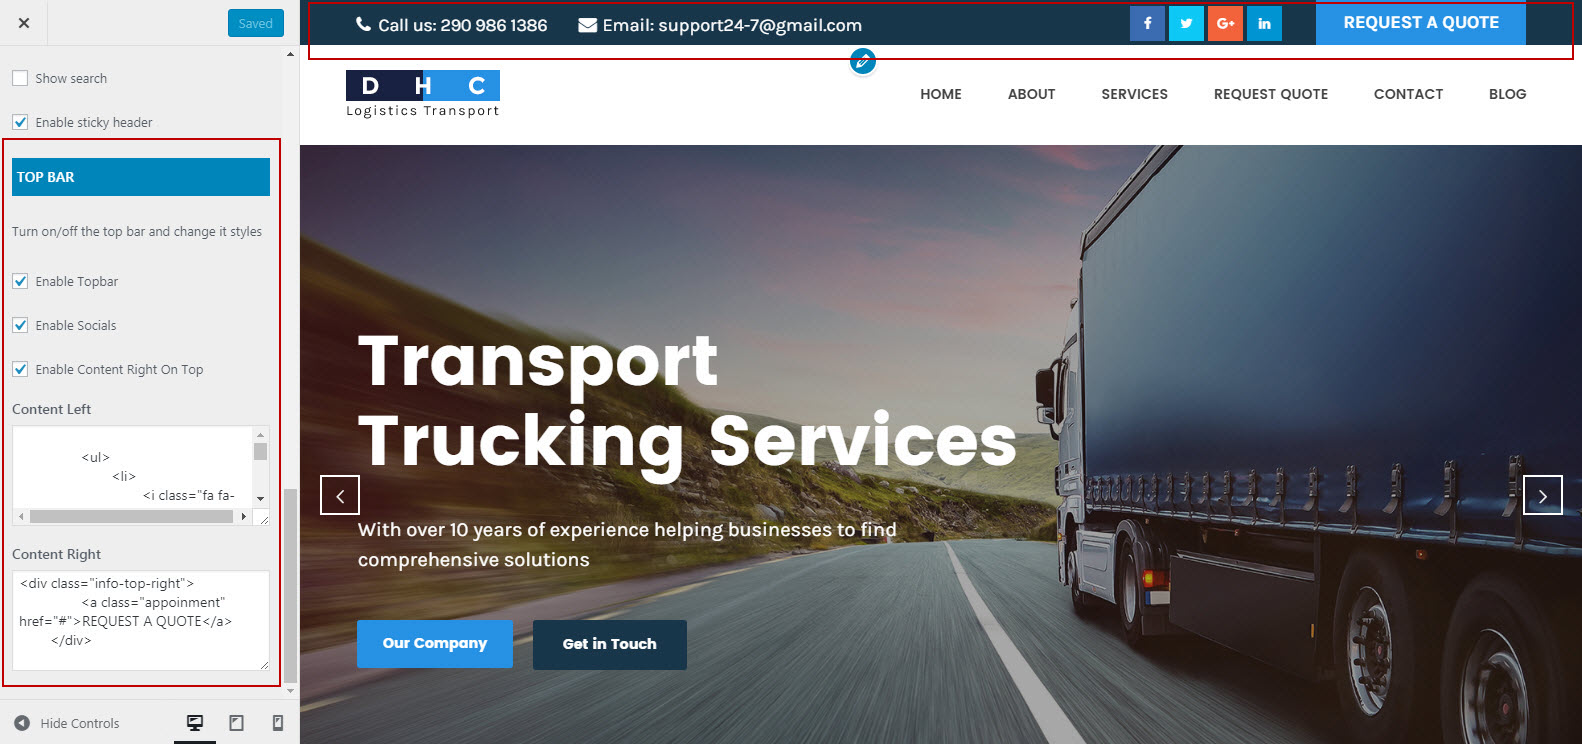 Saved
Show search
Enable sticky header
TOP BAR
Turn on/off the top bar and change it styles
Enable Topbar
Enable Socials
Enable Content Right On Top
Content Left
<ul>
<li>
<i class="fa fa-
Content Right
<div class="info-top-right">
<a class="appoinment"
href="#">REQUEST A QUOTE</a>
</div>
Hide Controls
Call us: 290 986 1386 Email: support24-7@gmail.com f G+ in REQUEST A QUOTE
D H C
Logistics Transport
HOME ABOUT SERVICES REQUEST QUOTE CONTACT BLOG
Transport
Trucking Services
With over 10 years of experience helping businesses to find
comprehensive solutions
Our Company Get in Touch